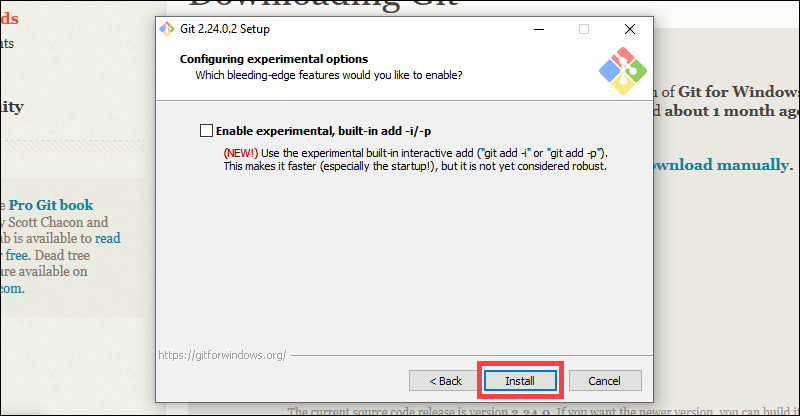 Downloading Git
ds
nts
nity
e Pro Git book
y Scott Chacon and
ub is available to read
r free. Dead tree
are available on
com.
Git 2.24.0.2 Setup
Configuring experimental options
Which bleeding-edge features would you like to enable?
Enable experimental, built-in add -i/-p
(NEW!) Use the experimental built-in interactive add ("git add -i" or "git add -p").
This makes it faster (especially the startup!), but it is not yet considered robust.
https://gitforwindows.org/
< Back
Install
Cancel
n of Git for Windows
d about 1 month ago
ownload manually.
The current source code release is version 2.24.0. If you want the newer version, you can build i